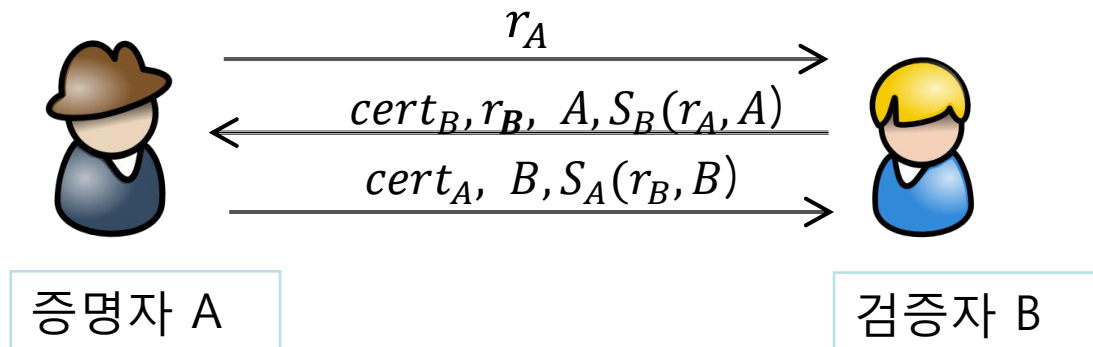 r_A
cert_B, r_B, A, S_B(r_A, A)
cert_A, B, S_A(r_B, B)
증명자 A
검증자 B